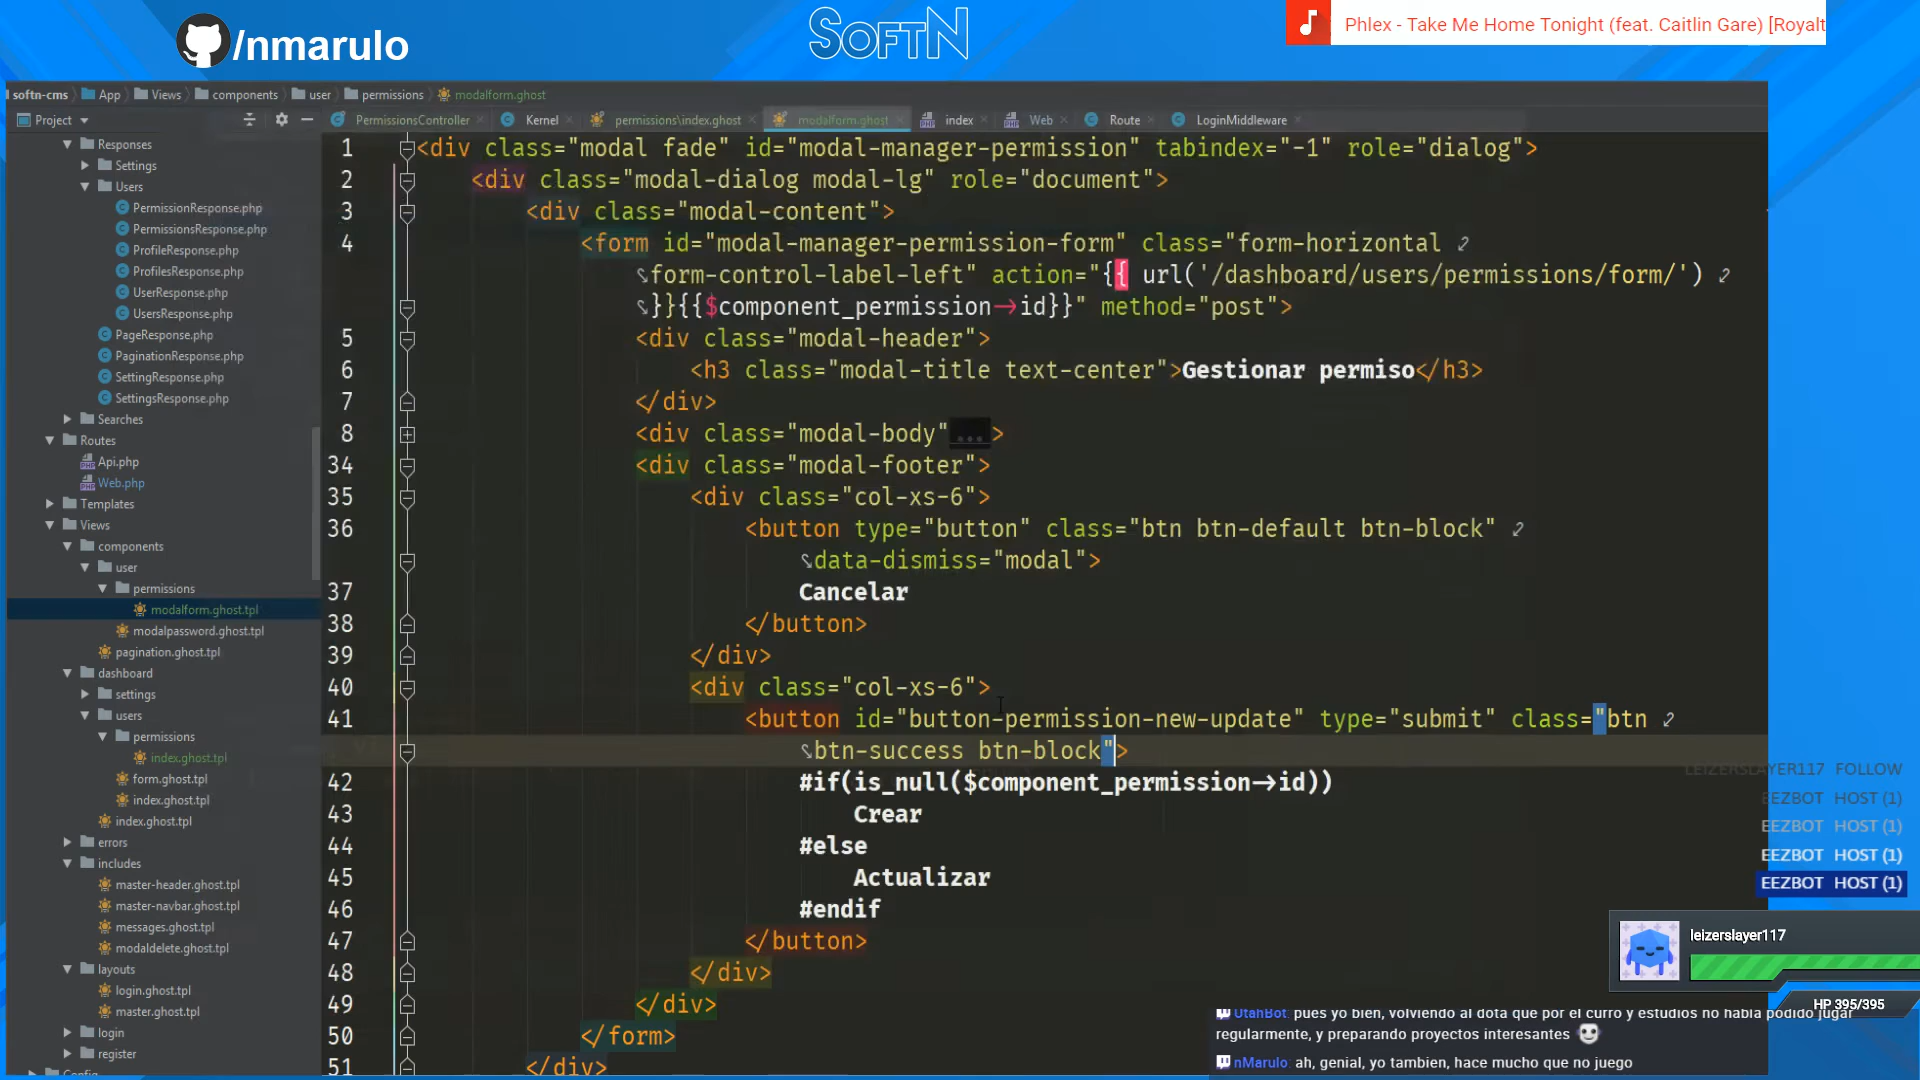 /nmarulo
SOFTN
Phlex - Take Me Home Tonight (feat. Caitlin Gare) [Royalt
softn-cms App Views components user permissions modalform.ghost
Project
PermissionsController Kernel permissions\index.ghost modalform.ghost index Web Route LoginMiddleware
Responses
Settings
Users
PermissionResponse.php
PermissionsResponse.php
ProfileResponse.php
ProfilesResponse.php
UserResponse.php
UsersResponse.php
PageResponse.php
PaginationResponse.php
SettingResponse.php
SettingsResponse.php
Searches
Routes
Api.php
Web.php
Templates
Views
components
user
permissions
modalform.ghost.tpl
modalpassword.ghost.tpl
pagination.ghost.tpl
dashboard
settings
users
permissions
index.ghost.tpl
form.ghost.tpl
index.ghost.tpl
index.ghost.tpl
errors
includes
master-header.ghost.tpl
master-navbar.ghost.tpl
messages.ghost.tpl
modaldelete.ghost.tpl
layouts
login.ghost.tpl
master.ghost.tpl
login
register
Config
1 <div class="modal fade" id="modal-manager-permission" tabindex="-1" role="dialog">
2 <div class="modal-dialog modal-lg" role="document">
3 <div class="modal-content">
4 <form id="modal-manager-permission-form" class="form-horizontal
form-control-label-left" action="{{ url('/dashboard/users/permissions/form/')
}}{{$component_permission->id}}" method="post">
5 <div class="modal-header">
6 <h3 class="modal-title text-center">Gestionar permiso</h3>
7 </div>
8 <div class="modal-body"...>
34 <div class="modal-footer">
35 <div class="col-xs-6">
36 <button type="button" class="btn btn-default btn-block"
data-dismiss="modal">
37 Cancelar
38 </button>
39 </div>
40 <div class="col-xs-6">
41 <button id="button-permission-new-update" type="submit" class="btn
btn-success btn-block">
42 #if(is_null($component_permission->id))
43 Crear
44 #else
45 Actualizar
46 #endif
47 </button>
48 </div>
49 </div>
50 </form>
51 </div>
LEIZERSLAYER117 FOLLOW
EEZBOT HOST (1)
EEZBOT HOST (1)
EEZBOT HOST (1)
EEZBOT HOST (1)
leizerslayer117
HP 395/395
UtahBot: pues yo bien, volviendo al dota que por el curro y estudios no habia podido jugar
regularmente, y preparando proyectos interesantes
nMarulo: ah, genial, yo tambien, hace mucho que no juego